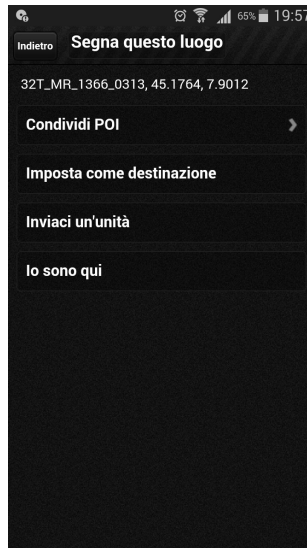 65% 19:57
Indietro Segna questo luogo
32T_MR_1366_0313, 45.1764, 7.9012
Condividi POI
Imposta come destinazione
Inviaci un'unità
Io sono qui